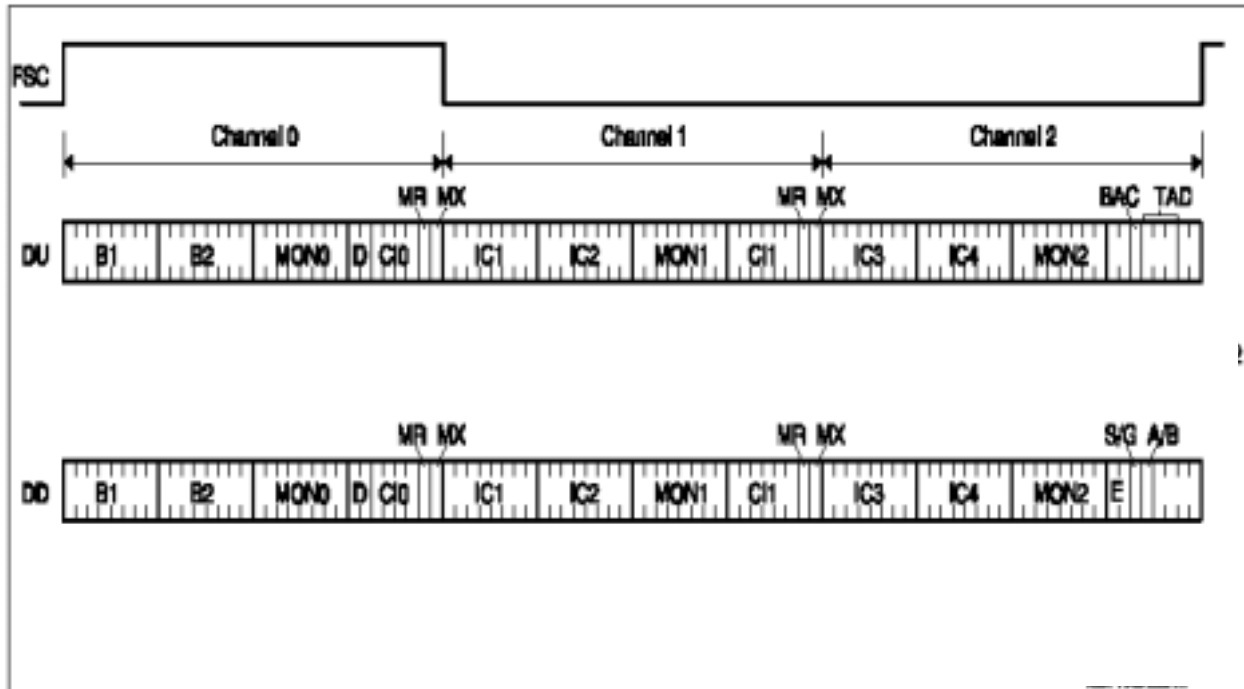 FSC
Channel 0 Channel 1 Channel 2
MR MX MR MX BAC TAD
DU B1 B2 MON0 D CI0 IC1 IC2 MON1 CI1 IC3 IC4 MON2
MR MX MR MX S/G A/B
DD B1 B2 MON0 D CI0 IC1 IC2 MON1 CI1 IC3 IC4 MON2 E